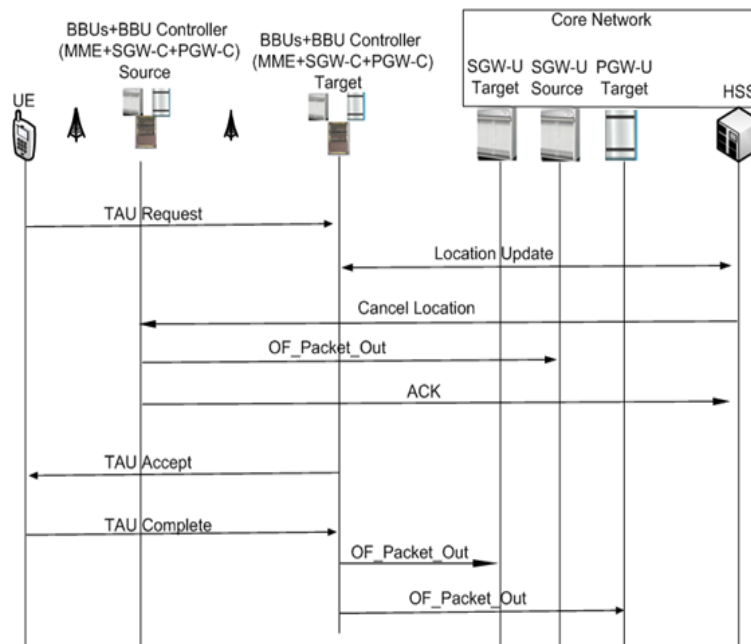 BBUs+BBU Controller
(MME+SGW-C+PGW-C)
Source
BBUs+BBU Controller
(MME+SGW-C+PGW-C)
Target
Core Network
SGW-U
Target
SGW-U
Source
PGW-U
Target
UE
HSS
TAU Request
Location Update
Cancel Location
OF_Packet_Out
ACK
TAU Accept
TAU Complete
OF_Packet_Out
OF_Packet_Out